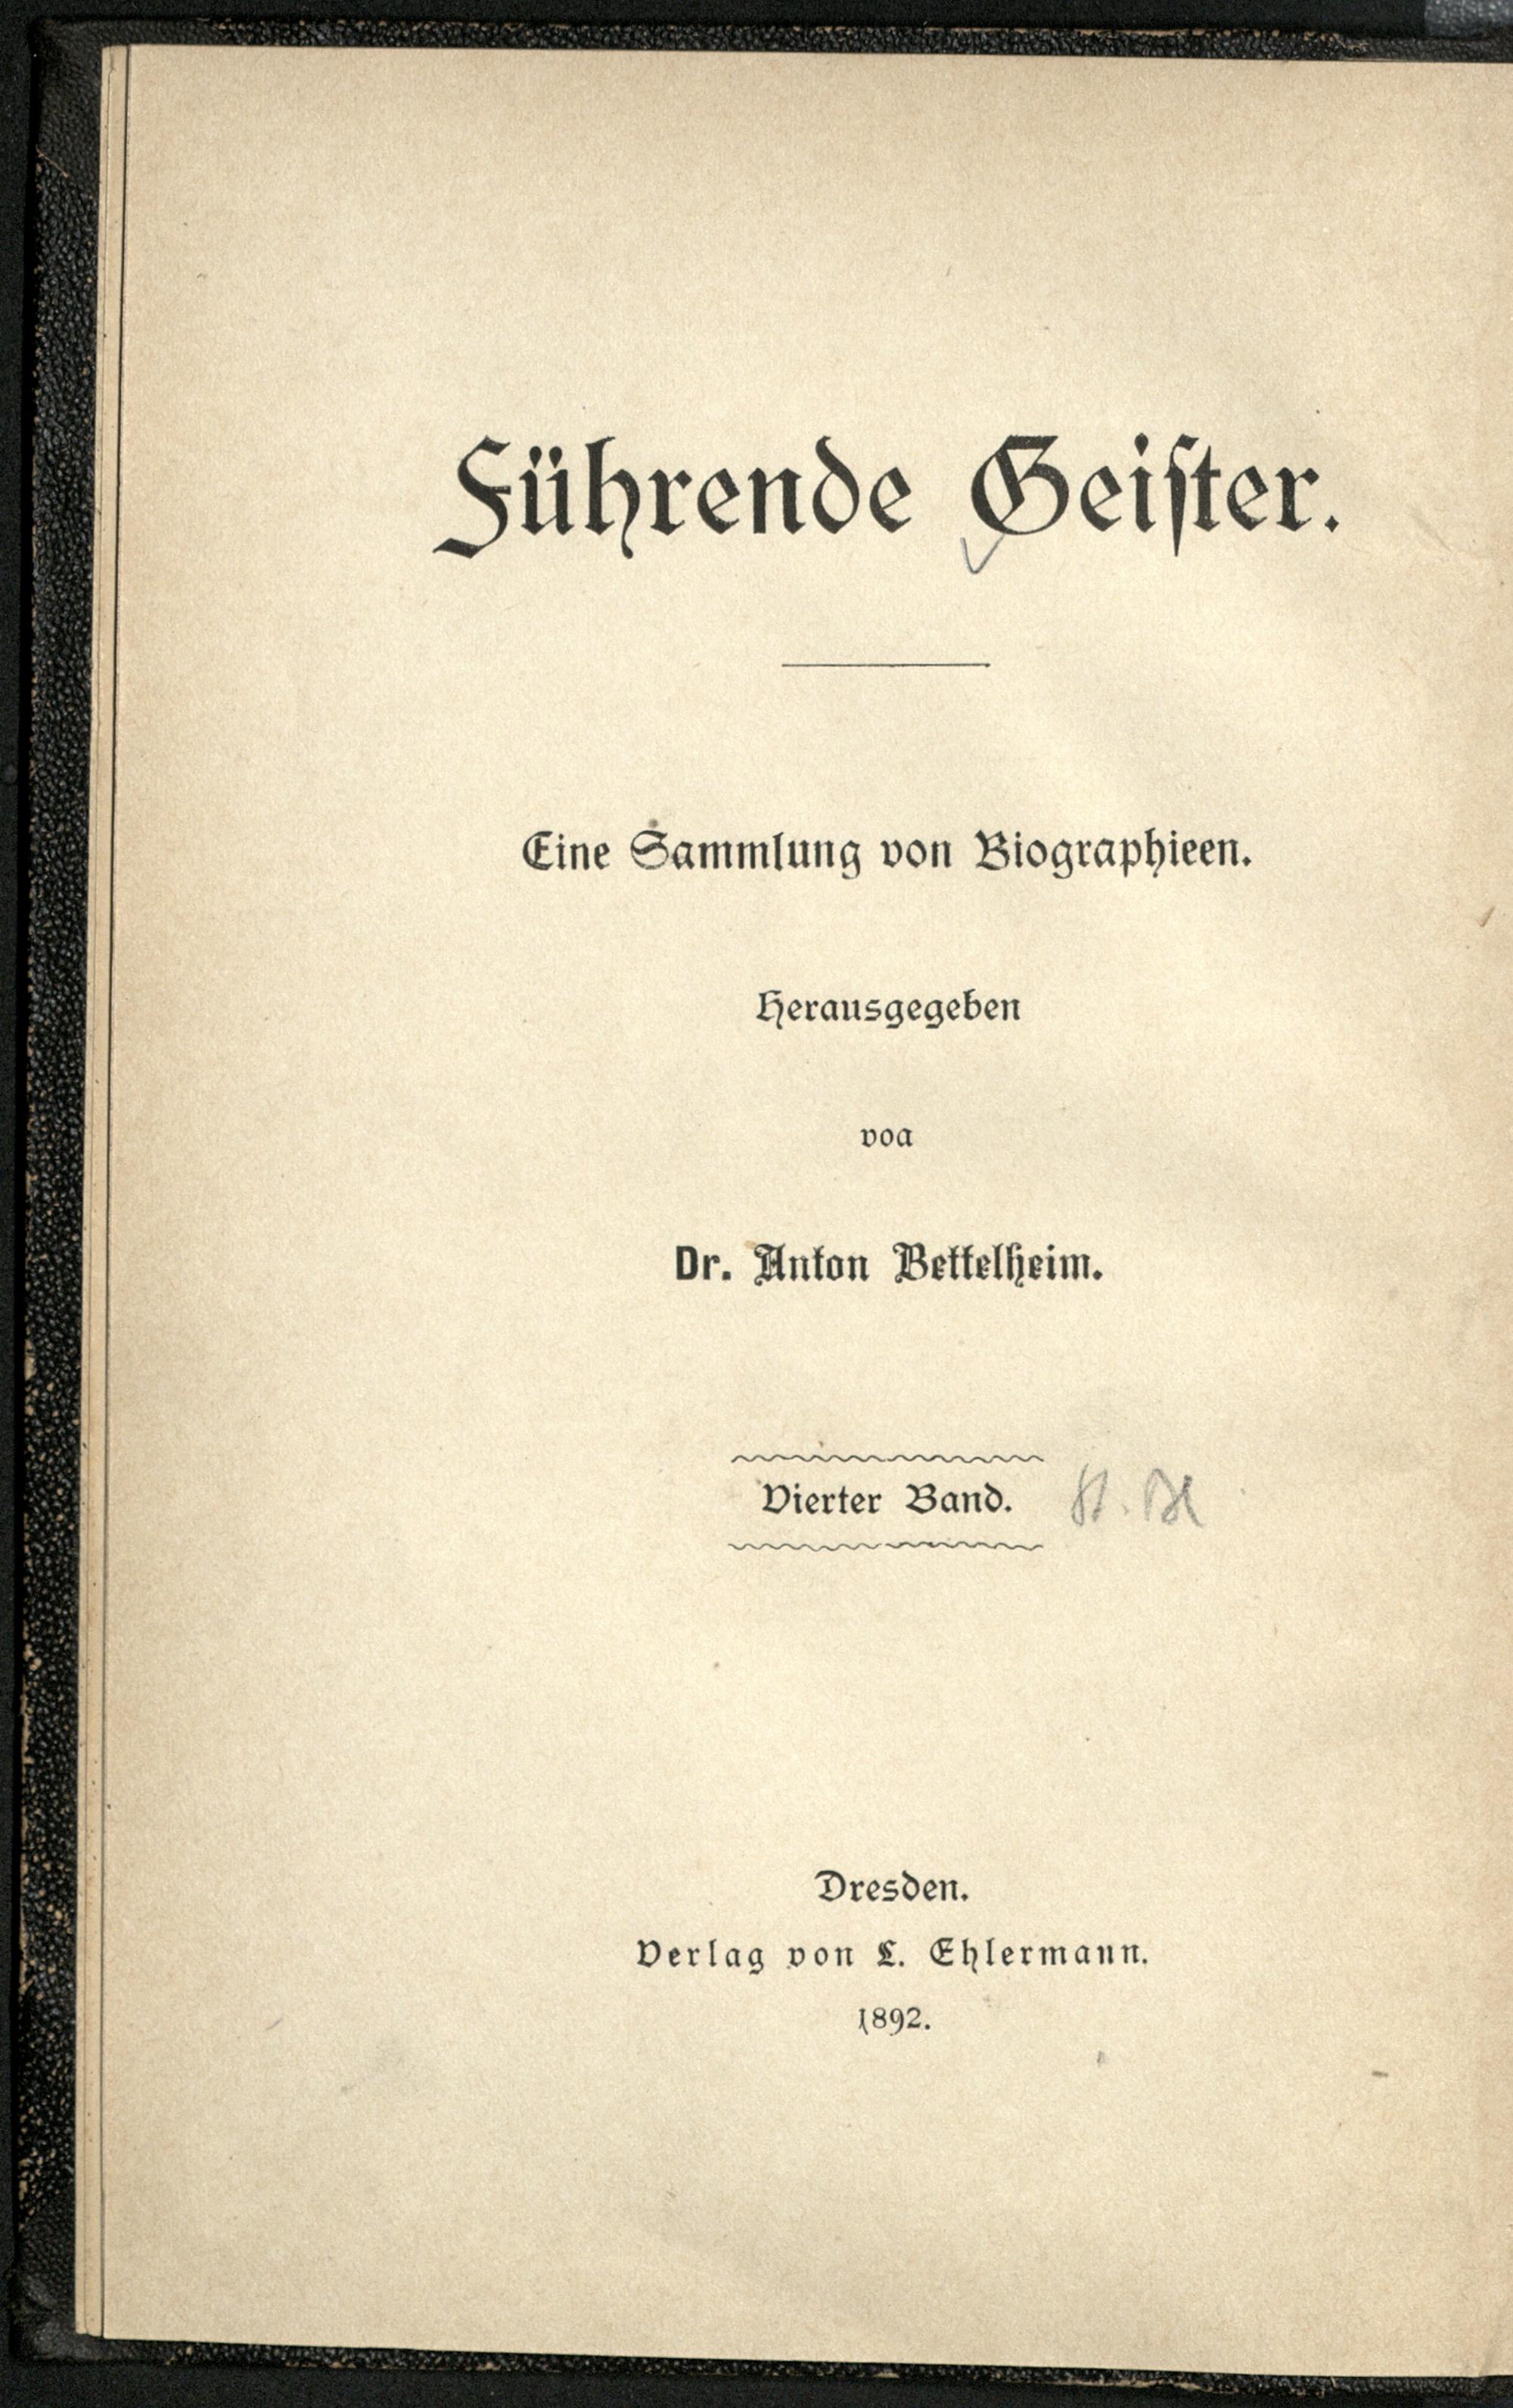 Führende Geiſter.
Eine Sammlung von Biographieen.
Herausgegeben
voa
Dr. Anton Bettelheim.
Vierter Band.
Dresden.
Verlag von L. Ehlermann.
1892.